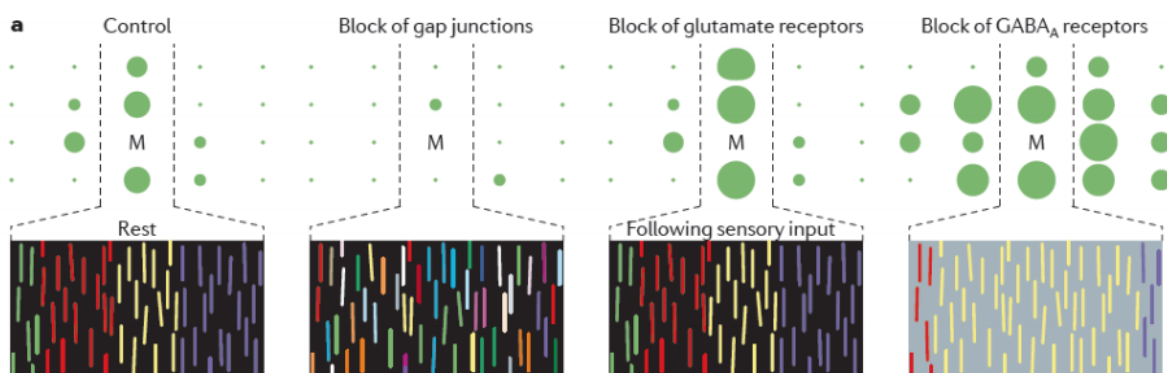 a
Control
Block of gap junctions
Block of glutamate receptors
Block of GABAA receptors
M
M
M
M
Rest
Following sensory input